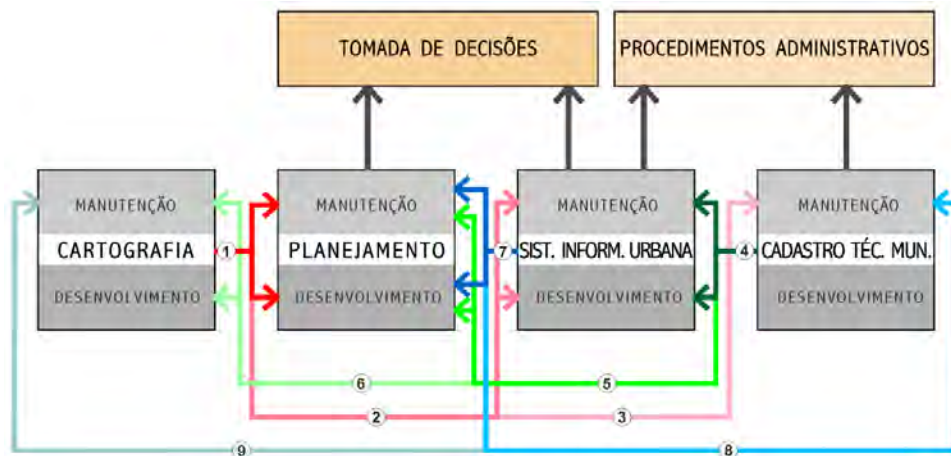 TOMADA DE DECISÕES
PROCEDIMENTOS ADMINISTRATIVOS
MANUTENÇÃO
CARTOGRAFIA
DESENVOLVIMENTO
MANUTENÇÃO
PLANEJAMENTO
DESENVOLVIMENTO
MANUTENÇÃO
SIST. INFORM. URBANA
DESENVOLVIMENTO
MANUTENÇÃO
CADASTRO TÉC. MUN.
DESENVOLVIMENTO
1
7
4
6
5
2
3
9
8